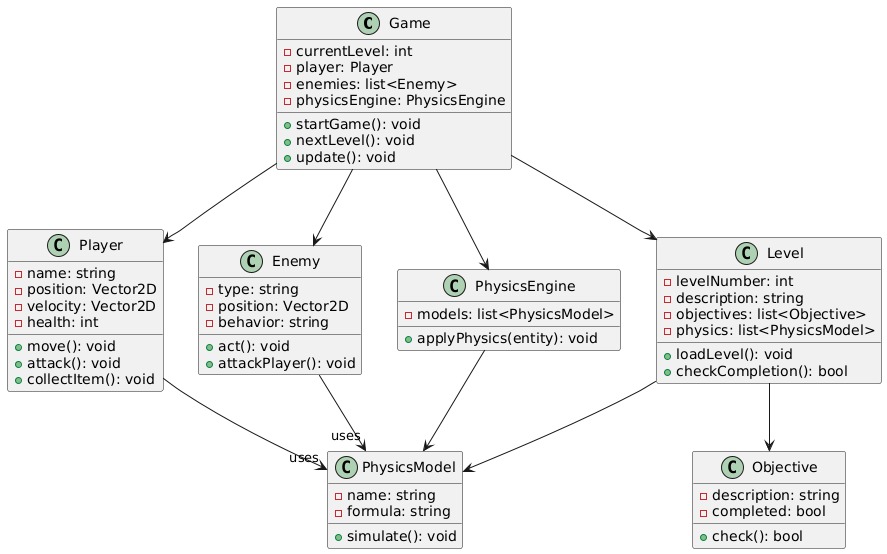 C Game
currentLevel: int
player: Player
enemies: list<Enemy>
physicsEngine: PhysicsEngine
startGame(): void
nextLevel(): void
update(): void
C Player
name: string
position: Vector2D
velocity: Vector2D
health: int
move(): void
attack(): void
collectItem(): void
C Enemy
type: string
position: Vector2D
behavior: string
act(): void
attackPlayer(): void
C PhysicsEngine
models: list<PhysicsModel>
applyPhysics(entity): void
C Level
levelNumber: int
description: string
objectives: list<Objective>
physics: list<PhysicsModel>
loadLevel(): void
checkCompletion(): bool
uses
uses
C PhysicsModel
name: string
formula: string
simulate(): void
C Objective
description: string
completed: bool
check(): bool